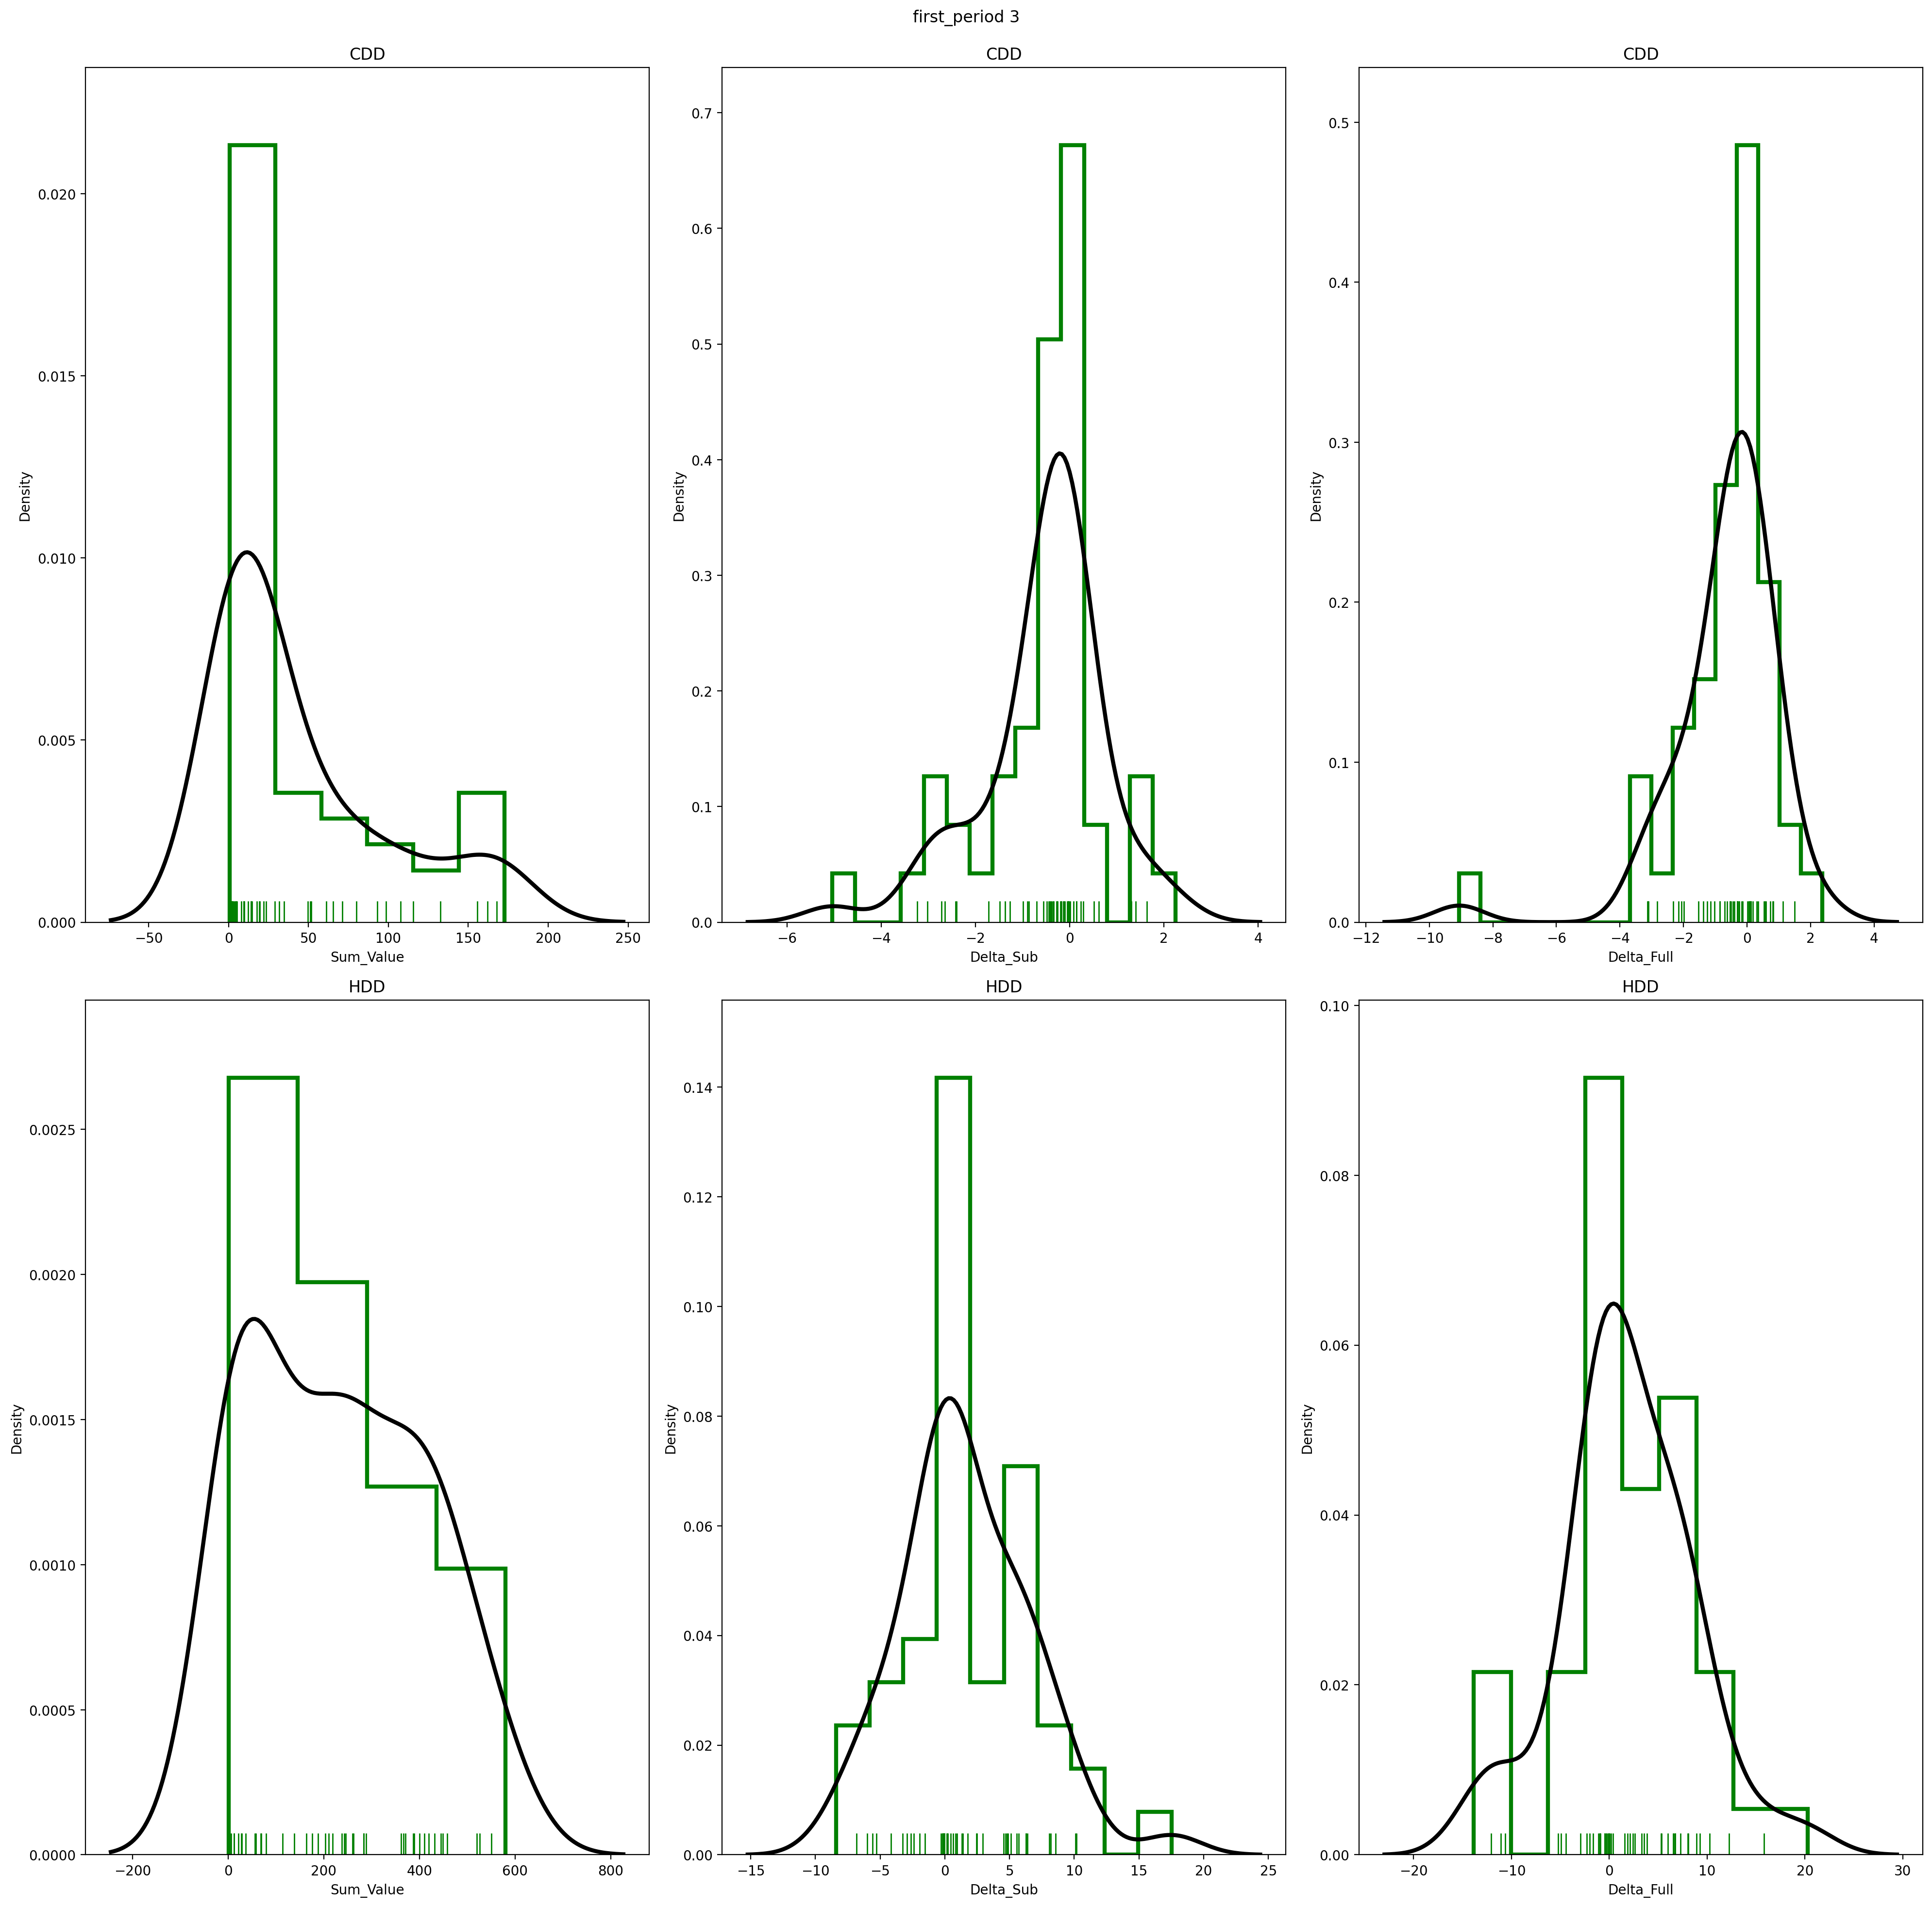 first_period 3
CDD
CDD
CDD
0.020
0.015
0.010
0.005
0.000
Density
−50 0 50 100 150 200 250
Sum_Value
0.7
0.6
0.5
0.4
0.3
0.2
0.1
0.0
Density
−6 −4 −2 0 2 4
Delta_Sub
0.5
0.4
0.3
0.2
0.1
0.0
Density
−12 −10 −8 −6 −4 −2 0 2 4
Delta_Full
HDD
HDD
HDD
0.0025
0.0020
0.0015
0.0010
0.0005
0.0000
Density
−200 0 200 400 600 800
Sum_Value
0.14
0.12
0.10
0.08
0.06
0.04
0.02
0.00
Density
−15 −10 −5 0 5 10 15 20 25
Delta_Sub
0.10
0.08
0.06
0.04
0.02
0.00
Density
−20 −10 0 10 20 30
Delta_Full